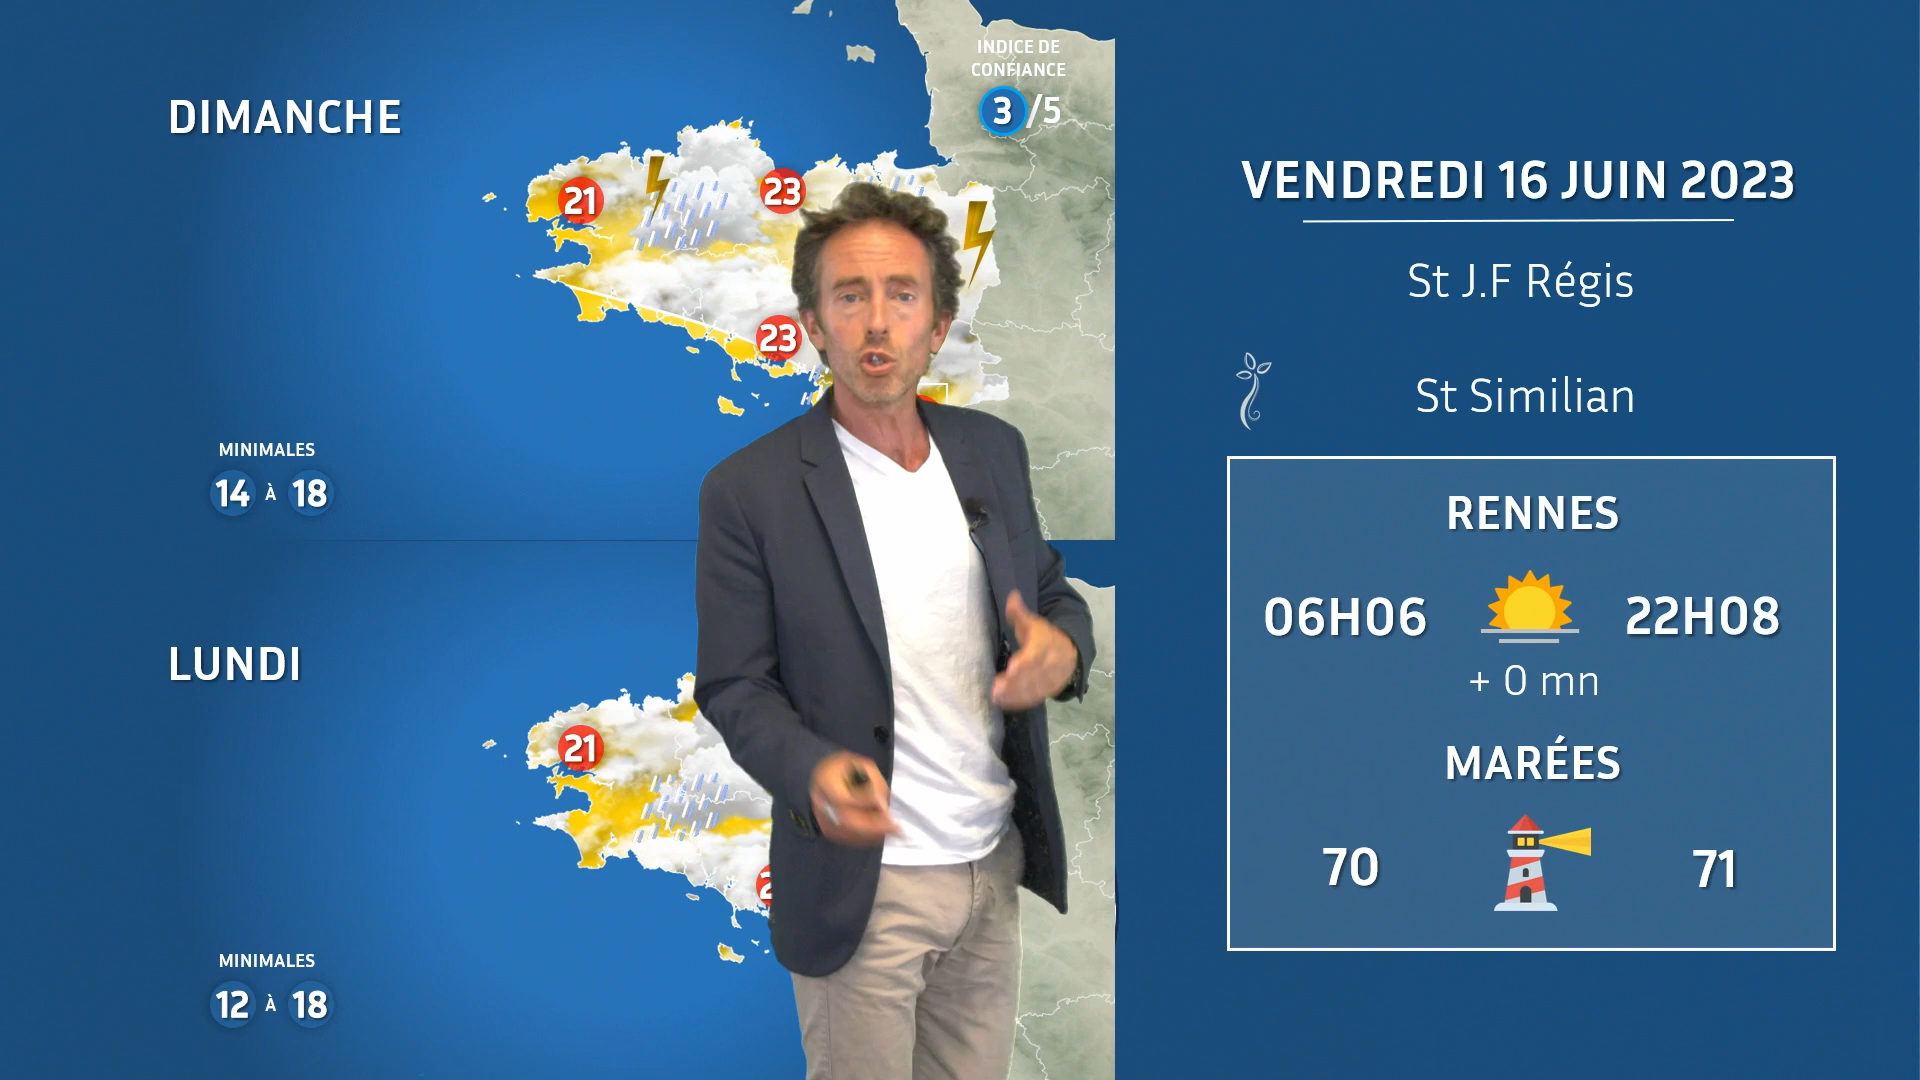 DIMANCHE
INDICE DE
CONFIANCE
3/5
21
23
23
MINIMALES
14 À 18
LUNDI
21
MINIMALES
12 À 18
VENDREDI 16 JUIN 2023
St J.F Régis
St Similian
RENNES
06H06 22H08
+ 0 mn
MARÉES
70 71